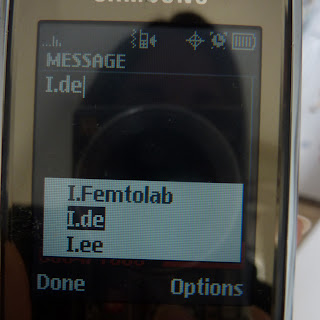 SAMSUNG
MESSAGE
I.de
I.Femtolab
I.de
I.ee
Done
Options